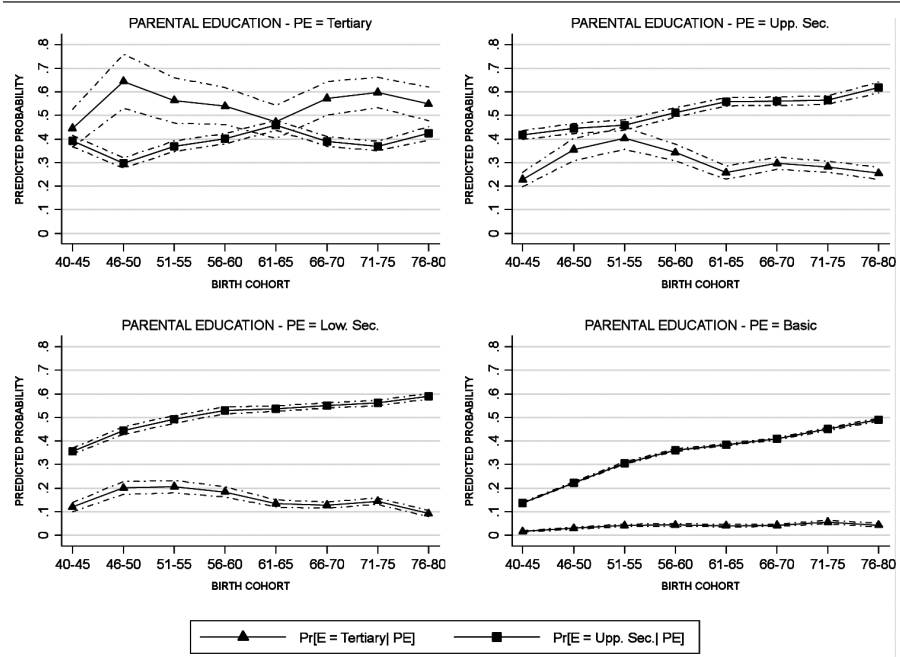 PARENTAL EDUCATION - PE = Tertiary
PREDICTED PROBABILITY
.8
.7
.6
.5
.4
.3
.2
.1
0
40-45 46-50 51-55 56-60 61-65 66-70 71-75 76-80
BIRTH COHORT
PARENTAL EDUCATION - PE = Upp. Sec.
PREDICTED PROBABILITY
.8
.7
.6
.5
.4
.3
.2
.1
0
40-45 46-50 51-55 56-60 61-65 66-70 71-75 76-80
BIRTH COHORT
PARENTAL EDUCATION - PE = Low. Sec.
PREDICTED PROBABILITY
.8
.7
.6
.5
.4
.3
.2
.1
0
40-45 46-50 51-55 56-60 61-65 66-70 71-75 76-80
BIRTH COHORT
PARENTAL EDUCATION - PE = Basic
PREDICTED PROBABILITY
.8
.7
.6
.5
.4
.3
.2
.1
0
40-45 46-50 51-55 56-60 61-65 66-70 71-75 76-80
BIRTH COHORT
Pr[E = Tertiary| PE] Pr[E = Upp. Sec.| PE]